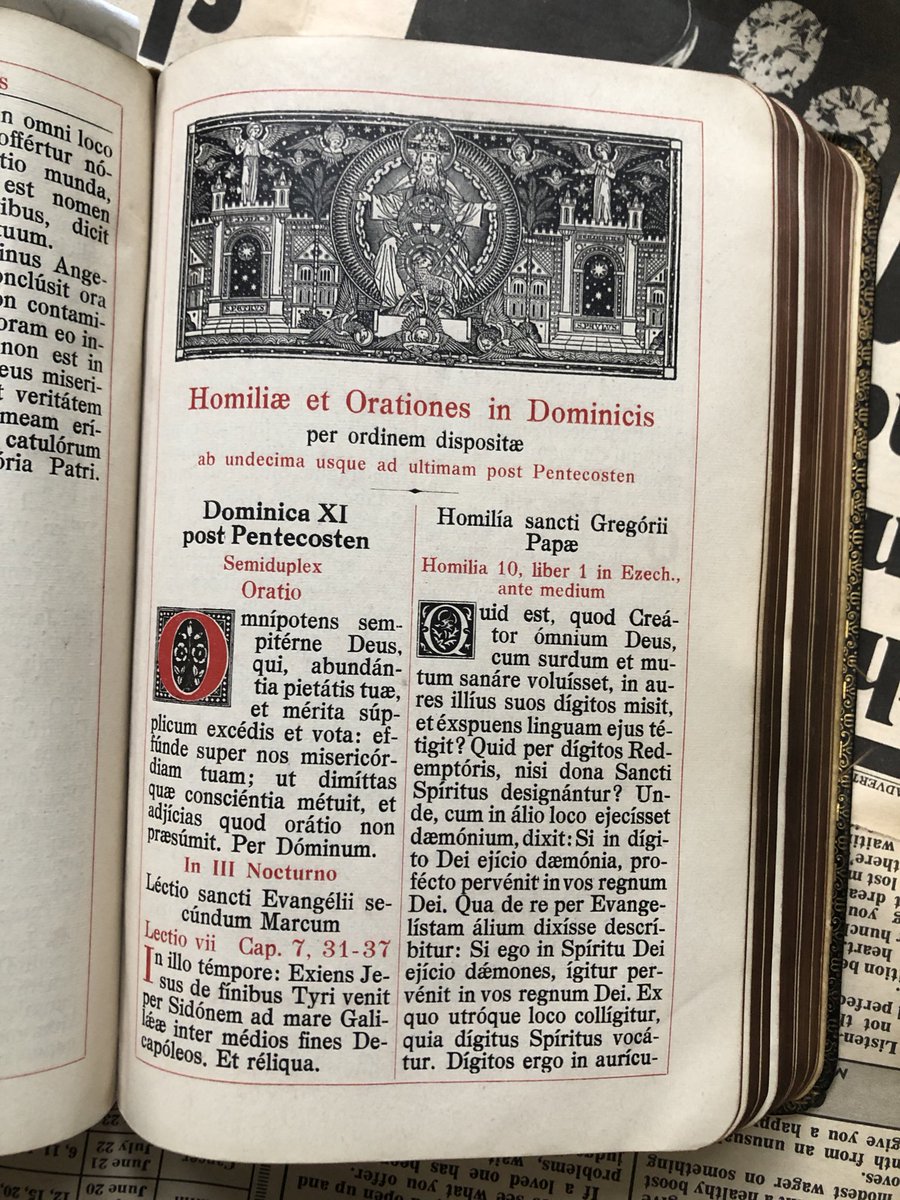 s
n omni loco
offértur nó-
tio munda,
est nomen
ibus, dicit
tuum.
inus Ange-
onclúsit ora
on contami-
oram eo in-
non est in
eus miseri-
t veritátem
meam erí-
catulórum
ória Patri.
Homiliæ et Orationes in Dominicis
per ordinem dispositæ
ab undecima usque ad ultimam post Pentecosten
Dominica XI
post Pentecosten
Semiduplex
Oratio
Omnípotens sem-
pitérne Deus,
qui, abundán-
tia pietátis tuæ,
et mérita súp-
plicum excédis et vota: ef-
fúnde super nos misericór-
diam tuam; ut dimíttas
quæ consciéntia métuit, et
adjícias quod orátio non
præsúmit. Per Dóminum.
In III Nocturno
Léctio sancti Evangélii se-
cúndum Marcum
Lectio vii Cap. 7, 31-37
In illo témpore: Exiens Je-
sus de fínibus Tyri venit
per Sidónem ad mare Gali-
lǽæ inter médios fines De-
capóleos. Et réliqua.
Homilía sancti Gregórii
Papæ
Homilia 10, liber 1 in Ezech.,
ante medium
Quid est, quod Creá-
tor ómnium Deus,
cum surdum et mu-
tum sanáre voluísset, in au-
res illíus suos dígitos misit,
et éxspuens linguam ejus té-
tigit? Quid per dígitos Red-
emptóris, nisi dona Sancti
Spíritus designántur? Un-
de, cum in álio loco ejecísset
dæmónium, dixit: Si in dígi-
to Dei ejício dæmónia, pro-
fécto pervénit in vos regnum
Dei. Qua de re per Evange-
lístam álium dixísse descrí-
bitur: Si ego in Spíritu Dei
ejício dǽmones, ígitur per-
vénit in vos regnum Dei. Ex
quo utróque loco collígitur,
quia dígitus Spíritus vocá-
tur. Dígitos ergo in aurícu-
ADVERT
Cancer
June 21
July 22
June 20